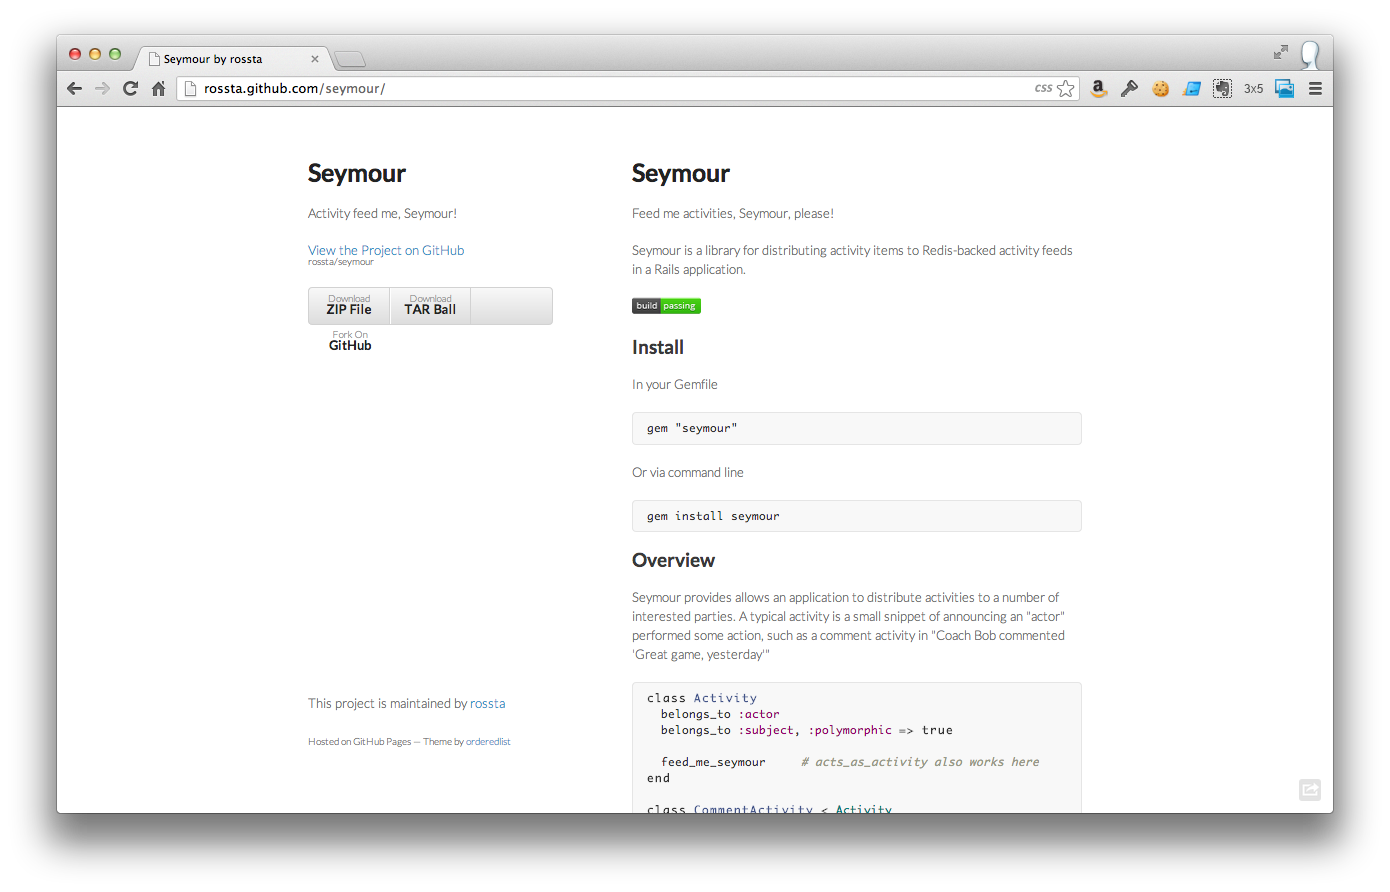 Seymour by rossta
rossta.github.com/seymour/
css
a
3x5
Seymour
Activity feed me, Seymour!
View the Project on GitHub
rossta/seymour
Download
ZIP File
Download
TAR Ball
Fork On
GitHub
This project is maintained by rossta
Hosted on GitHub Pages — Theme by orderedlist
Seymour
Feed me activities, Seymour, please!
Seymour is a library for distributing activity items to Redis-backed activity feeds
in a Rails application.
build passing
Install
In your Gemfile
gem "seymour"
Or via command line
gem install seymour
Overview
Seymour provides allows an application to distribute activities to a number of
interested parties. A typical activity is a small snippet of announcing an "actor"
performed some action, such as a comment activity in "Coach Bob commented
'Great game, yesterday'"
class Activity
  belongs_to :actor
  belongs_to :subject, :polymorphic => true
  feed_me_seymour     # acts_as_activity also works here
end
class CommentActivity < Activity